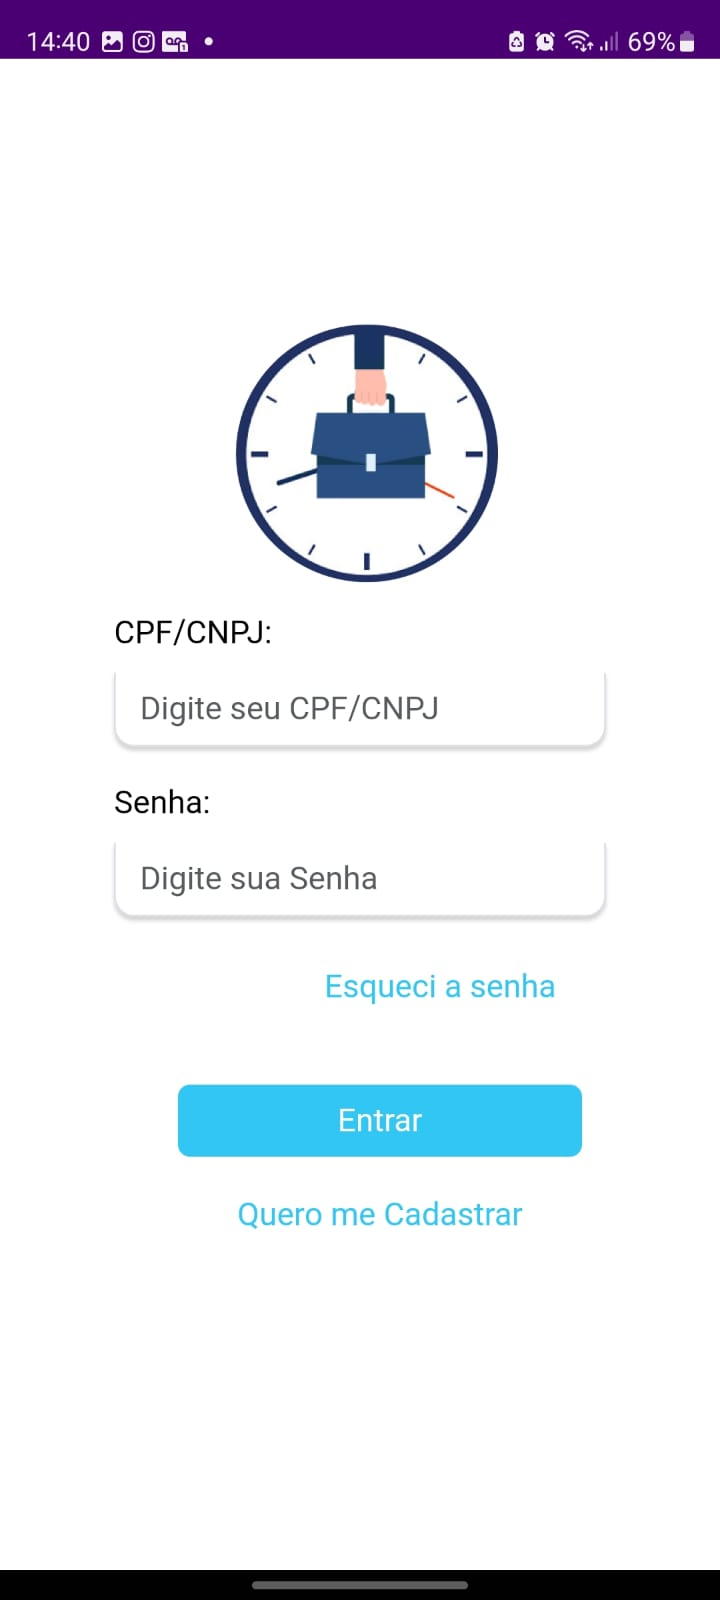 14:40 69%
CPF/CNPJ:
Digite seu CPF/CNPJ
Senha:
Digite sua Senha
Esqueci a senha
Entrar
Quero me Cadastrar